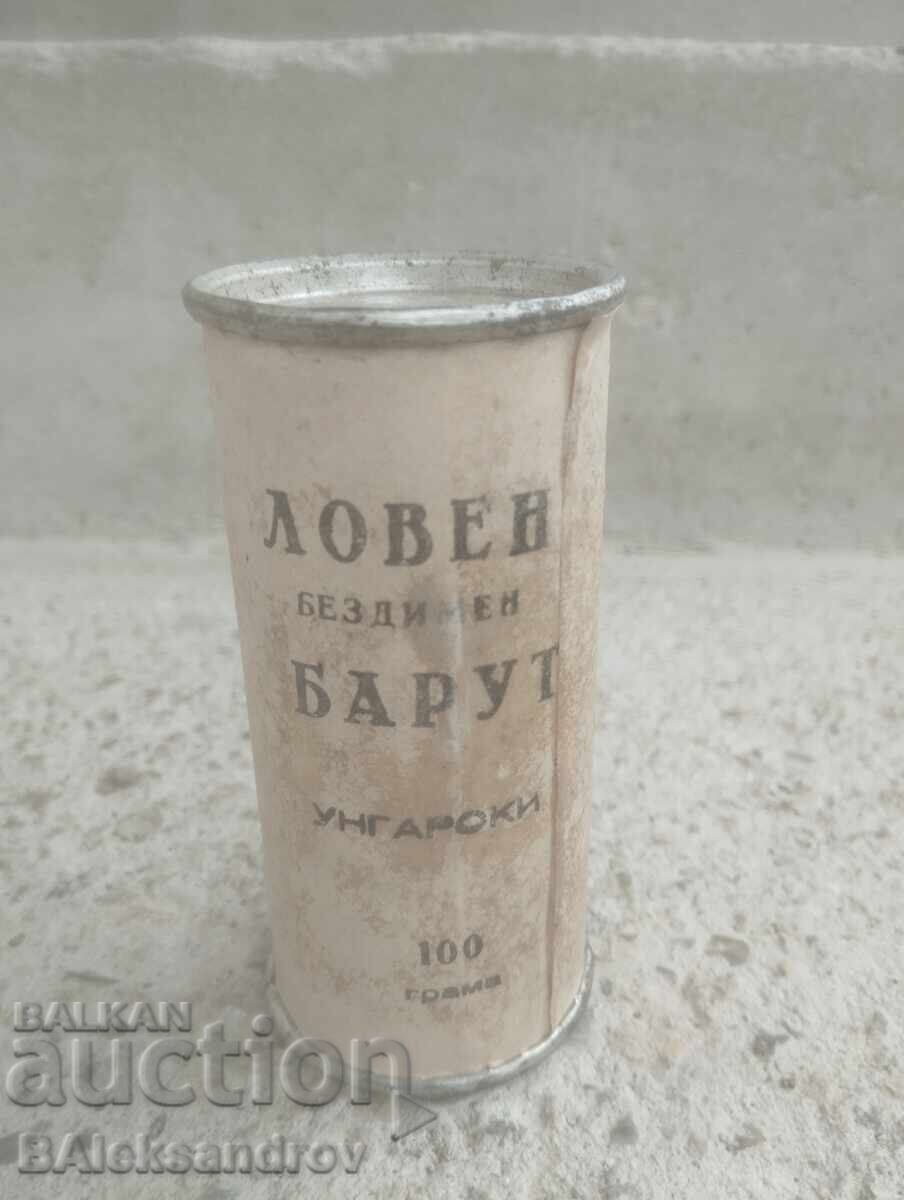 ЛОВЕН
БЕЗДИМЕН
БАРУТ
УНГАРСКИ
100
грама
BALKAN
auction
BAleksandrov